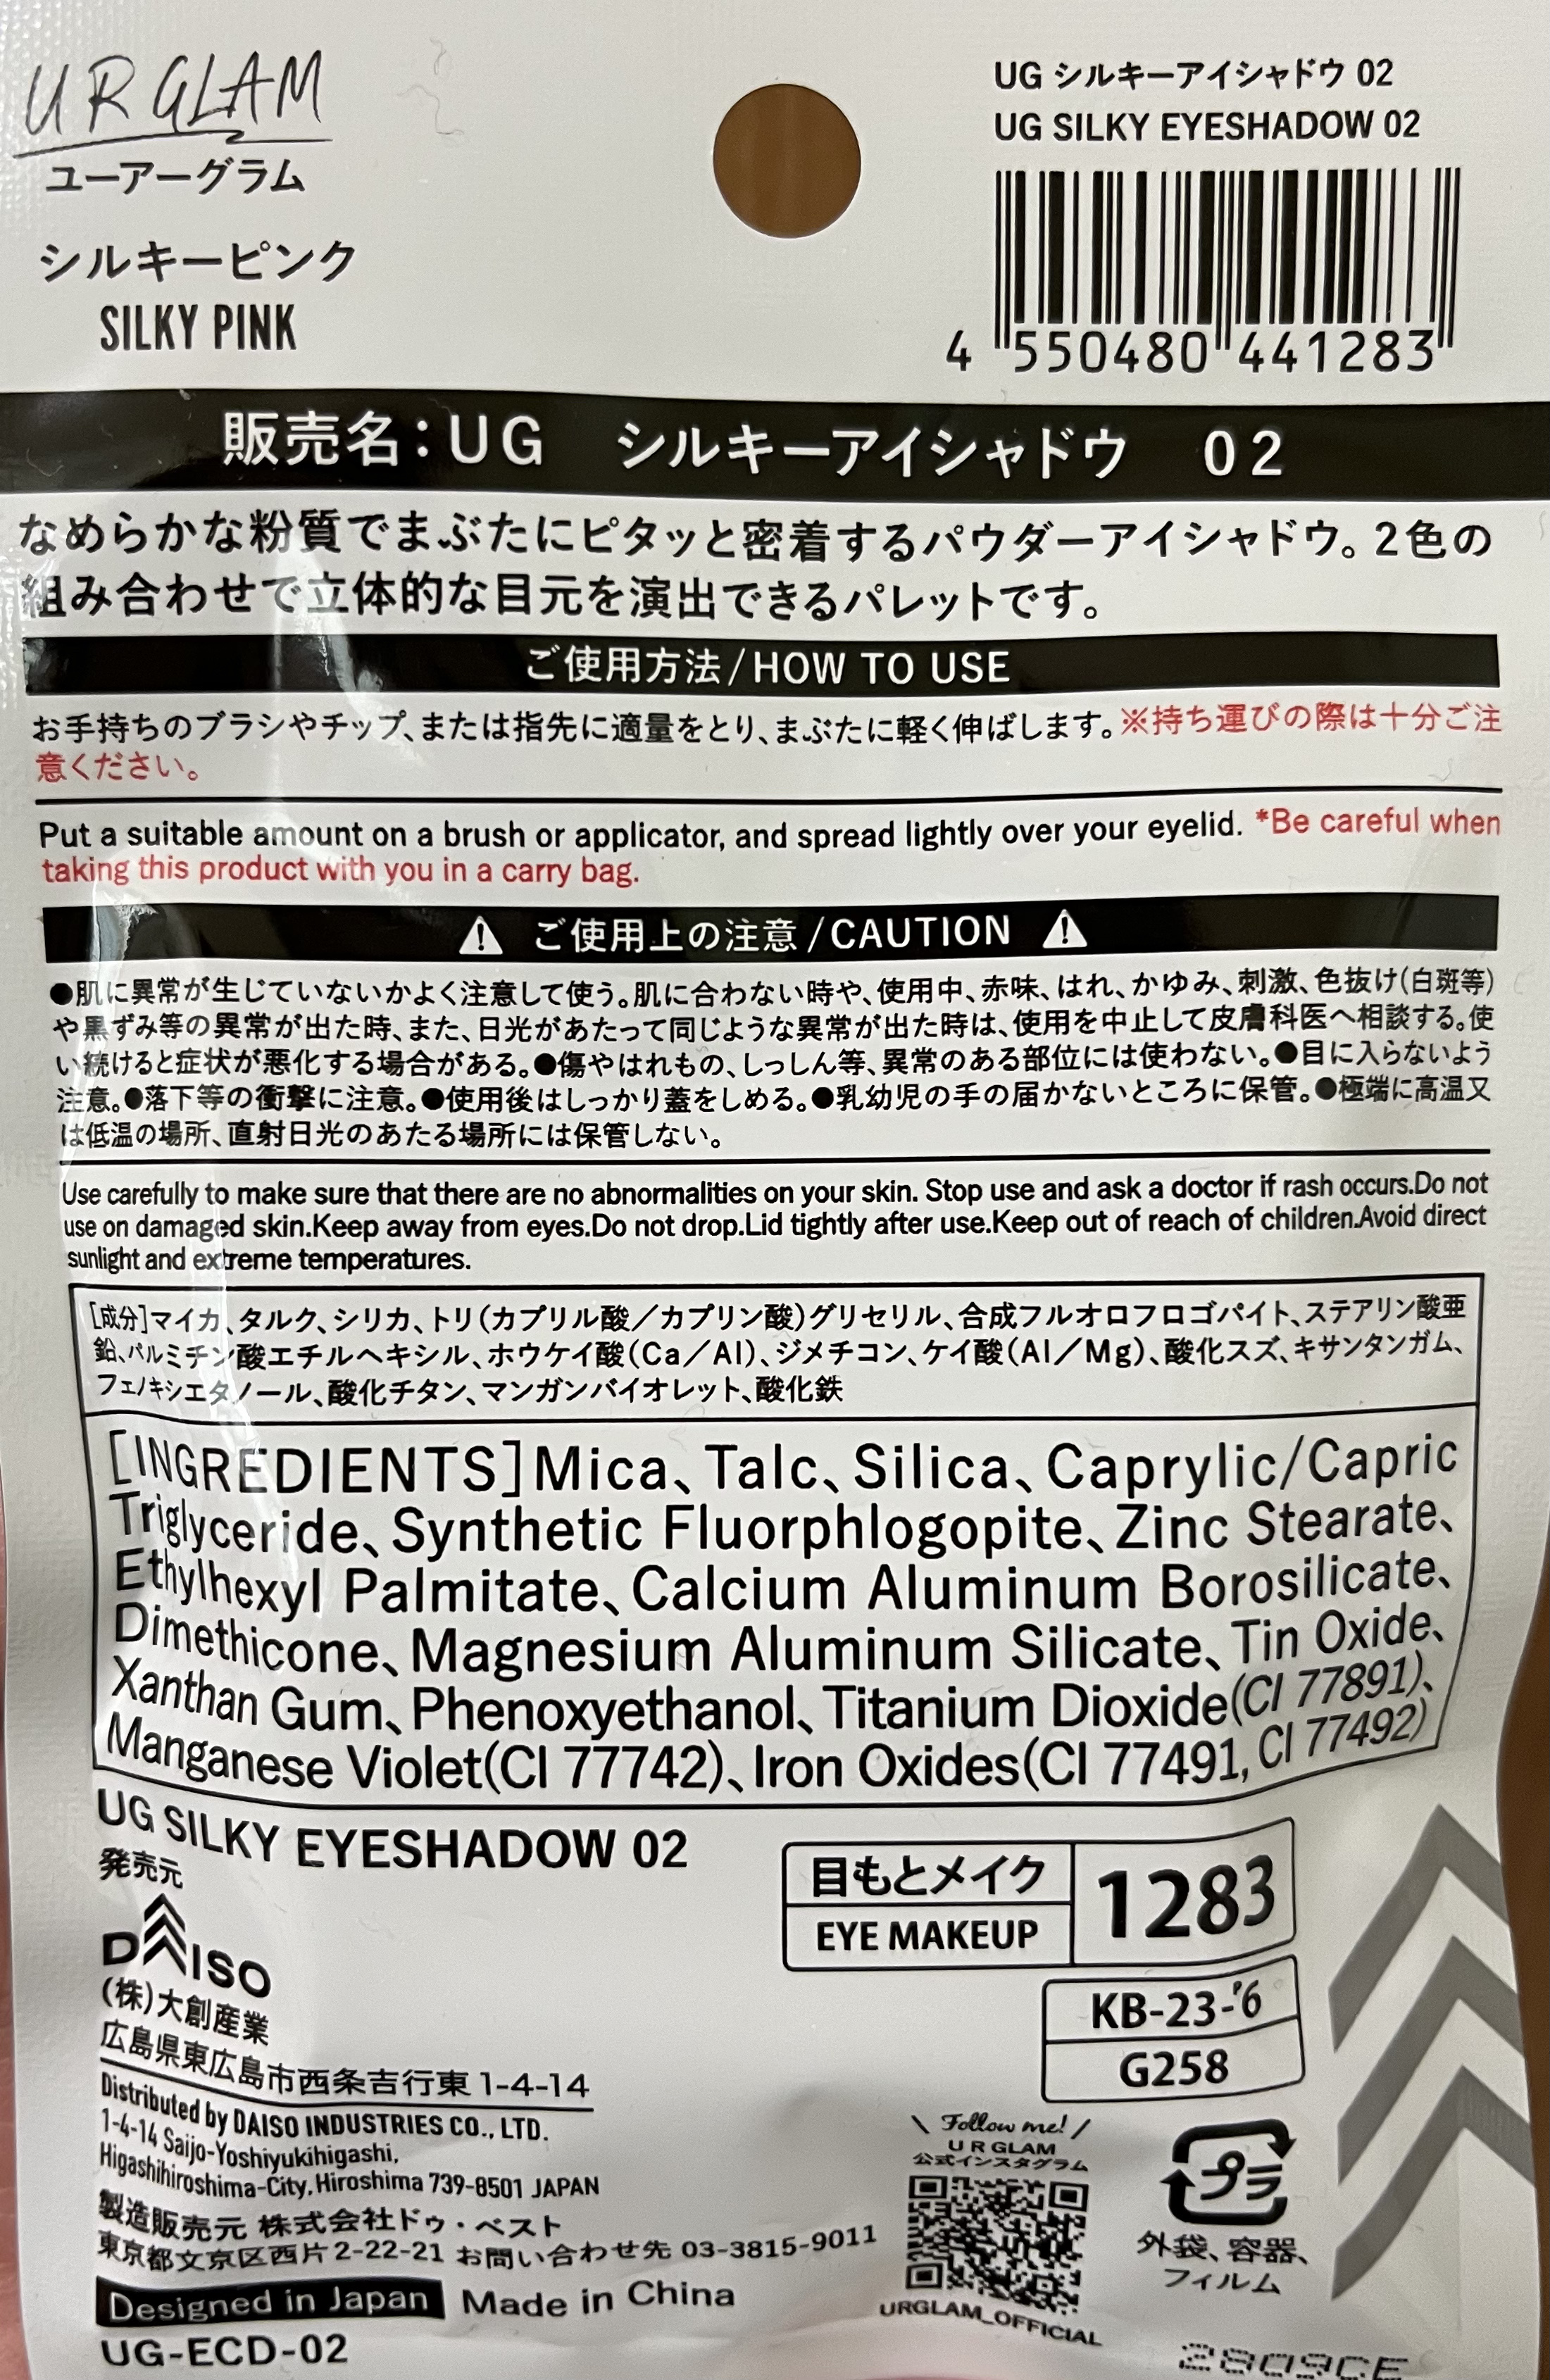 UR GLAM
ユーアーグラム
シルキーピンク
SILKY PINK
UG シルキーアイシャドウ 02
UG SILKY EYESHADOW 02
4 550480 441283
販売名：UG シルキーアイシャドウ 02
なめらかな粉質でまぶたにピタッと密着するパウダーアイシャドウ。2色の
組み合わせで立体的な目元を演出できるパレットです。
ご使用方法/HOW TO USE
お手持ちのブラシやチップ、または指先に適量をとり、まぶたに軽く伸ばします。※持ち運びの際は十分ご注
意ください。
Put a suitable amount on a brush or applicator, and spread lightly over your eyelid. *Be careful when
taking this product with you in a carry bag.
⚠ ご使用上の注意/CAUTION ⚠
●肌に異常が生じていないかよく注意して使う。肌に合わない時や、使用中、赤味、はれ、かゆみ、刺激、色抜け(白斑等)
や黒ずみ等の異常が出た時、また、日光があたって同じような異常が出た時は、使用を中止して皮膚科医へ相談する。使
い続けると症状が悪化する場合がある。●傷やはれもの、しっしん等、異常のある部位には使わない。●目に入らないよう
注意。●落下等の衝撃に注意。●使用後はしっかり蓋をしめる。●乳幼児の手の届かないところに保管。●極端に高温又
は低温の場所、直射日光のあたる場所には保管しない。
Use carefully to make sure that there are no abnormalities on your skin. Stop use and ask a doctor if rash occurs.Do not
use on damaged skin.Keep away from eyes.Do not drop.Lid tightly after use.Keep out of reach of children.Avoid direct
sunlight and extreme temperatures.
[成分]マイカ、タルク、シリカ、トリ(カプリル酸／カプリン酸)グリセリル、合成フルオロフロゴパイト、ステアリン酸亜
鉛、パルミチン酸エチルヘキシル、ホウケイ酸(Ca／Al)、ジメチコン、ケイ酸(Al／Mg)、酸化スズ、キサンタンガム、
フェノキシエタノール、酸化チタン、マンガンバイオレット、酸化鉄
[INGREDIENTS]Mica、Talc、Silica、Caprylic/Capric
Triglyceride、Synthetic Fluorphlogopite、Zinc Stearate、
Ethylhexyl Palmitate、Calcium Aluminum Borosilicate、
Dimethicone、Magnesium Aluminum Silicate、Tin Oxide、
Xanthan Gum、Phenoxyethanol、Titanium Dioxide(CI 77891)、
Manganese Violet(CI 77742)、Iron Oxides(CI 77491, CI 77492)
UG SILKY EYESHADOW 02
発売元
DAISO
(株)大創産業
広島県東広島市西条吉行東1-4-14
Distributed by DAISO INDUSTRIES CO., LTD.
1-4-14 Saijo-Yoshiyukihigashi,
Higashihiroshima-City, Hiroshima 739-8501 JAPAN
製造販売元 株式会社ドゥ・ベスト
東京都文京区西片2-22-21 お問い合わせ先 03-3815-9011
Designed in Japan Made in China
UG-ECD-02
目もとメイク
EYE MAKEUP
1283
KB-23-'6
G258
\ Follow me! /
UR GLAM
公式インスタグラム
URGLAM_OFFICIAL
プラ
外袋、容器、
フィルム
2809CE